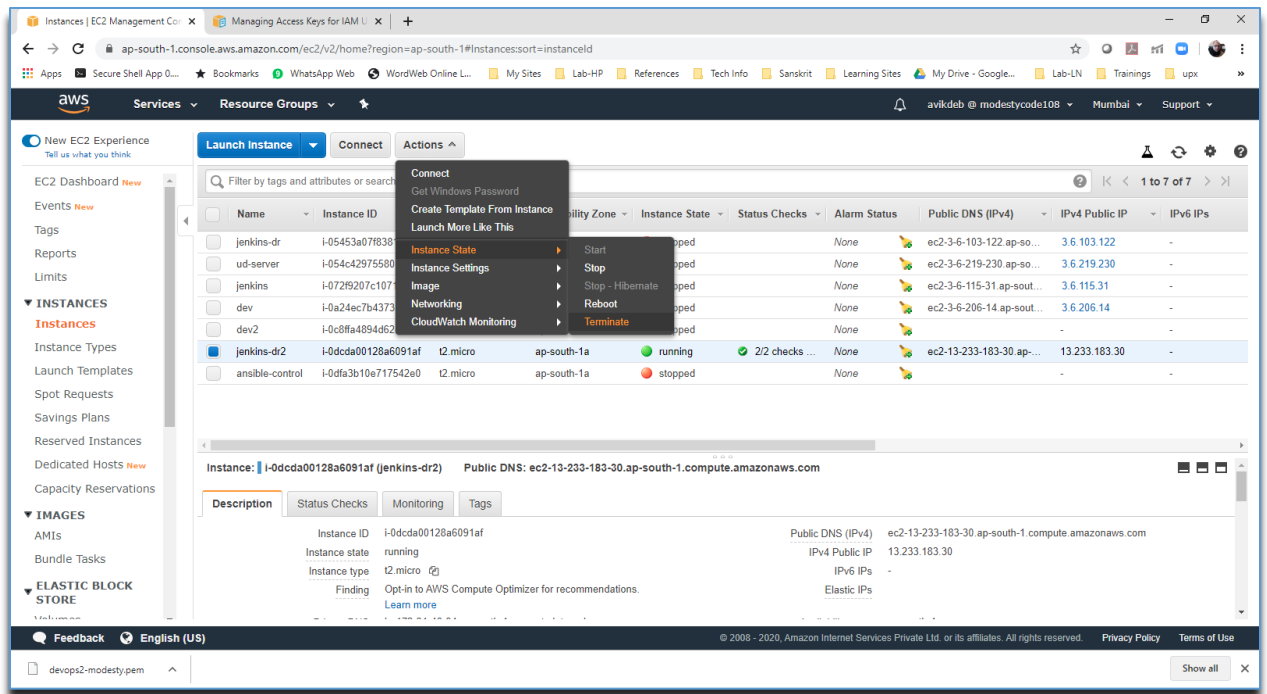 Instances | EC2 Management Con
Managing Access Keys for IAM U
ap-south-1.console.aws.amazon.com/ec2/v2/home?region=ap-south-1#Instances:sort=instanceId
Apps Secure Shell App 0.... Bookmarks WhatsApp Web WordWeb Online L... My Sites Lab-HP References Tech Info Sanskrit Learning Sites My Drive - Google... Lab-LN Trainings upx »
aws Services Resource Groups avikdeb @ modestycode108 Mumbai Support
New EC2 Experience
Tell us what you think
EC2 Dashboard New
Events New
Tags
Reports
Limits
INSTANCES
Instances
Instance Types
Launch Templates
Spot Requests
Savings Plans
Reserved Instances
Dedicated Hosts New
Capacity Reservations
IMAGES
AMIs
Bundle Tasks
ELASTIC BLOCK
STORE
Volumes
Launch Instance Connect Actions
Filter by tags and attributes or search
1 to 7 of 7
Connect
Get Windows Password
Create Template From Instance
Launch More Like This
Instance State
Instance Settings
Image
Networking
CloudWatch Monitoring
Start
Stop
Stop - Hibernate
Reboot
Terminate
Name Instance ID bility Zone Instance State Status Checks Alarm Status Public DNS (IPv4) IPv4 Public IP IPv6 IPs
jenkins-dr i-05453a07f838 pped None ec2-3-6-103-122.ap-so... 3.6.103.122 -
ud-server i-054c42975580 pped None ec2-3-6-219-230.ap-so... 3.6.219.230 -
jenkins i-072f9207c107 pped None ec2-3-6-115-31.ap-sout... 3.6.115.31 -
dev i-0a24ec7b4373 pped None ec2-3-6-206-14.ap-sout... 3.6.206.14 -
dev2 i-0c8ffa4894d62 pped None - -
jenkins-dr2 i-0dcda00128a6091af t2.micro ap-south-1a running 2/2 checks ... None ec2-13-233-183-30.ap-... 13.233.183.30 -
ansible-control i-0dfa3b10e717542e0 t2.micro ap-south-1a stopped None - -
Instance: i-0dcda00128a6091af (jenkins-dr2) Public DNS: ec2-13-233-183-30.ap-south-1.compute.amazonaws.com
Description Status Checks Monitoring Tags
Instance ID i-0dcda00128a6091af Public DNS (IPv4) ec2-13-233-183-30.ap-south-1.compute.amazonaws.com
Instance state running IPv4 Public IP 13.233.183.30
Instance type t2.micro IPv6 IPs -
Finding Opt-in to AWS Compute Optimizer for recommendations. Elastic IPs
Learn more
Feedback English (US) © 2008 - 2020, Amazon Internet Services Private Ltd. or its affiliates. All rights reserved. Privacy Policy Terms of Use
devops2-modesty.pem Show all